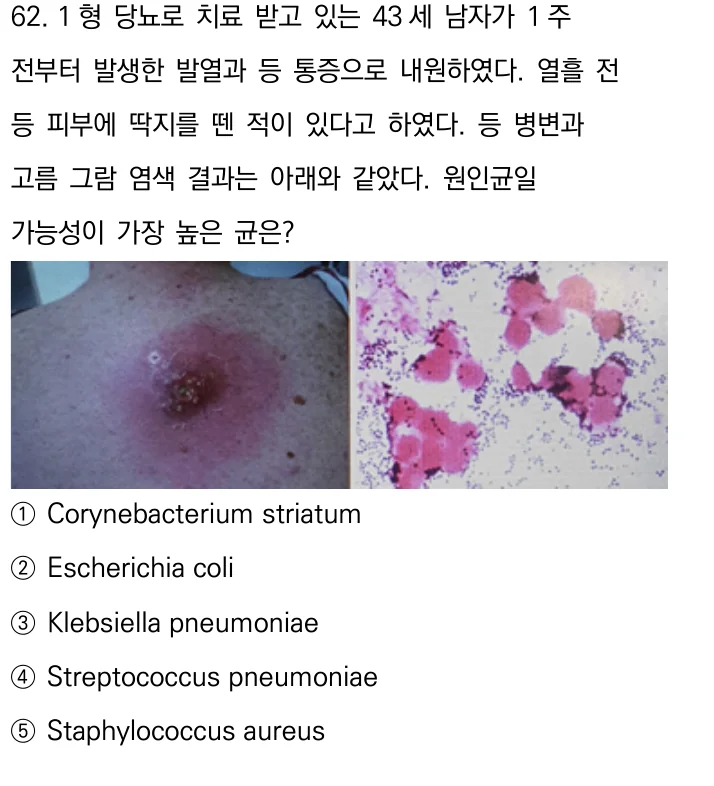 62. 1형 당뇨로 치료 받고 있는 43세 남자가 1주
전부터 발생한 발열과 등 통증으로 내원하였다. 열흘 전
등 피부에 딱지를 뗀 적이 있다고 하였다. 등 병변과
고름 그람 염색 결과는 아래와 같았다. 원인균일
가능성이 가장 높은 균은?
① Corynebacterium striatum
② Escherichia coli
③ Klebsiella pneumoniae
④ Streptococcus pneumoniae
⑤ Staphylococcus aureus